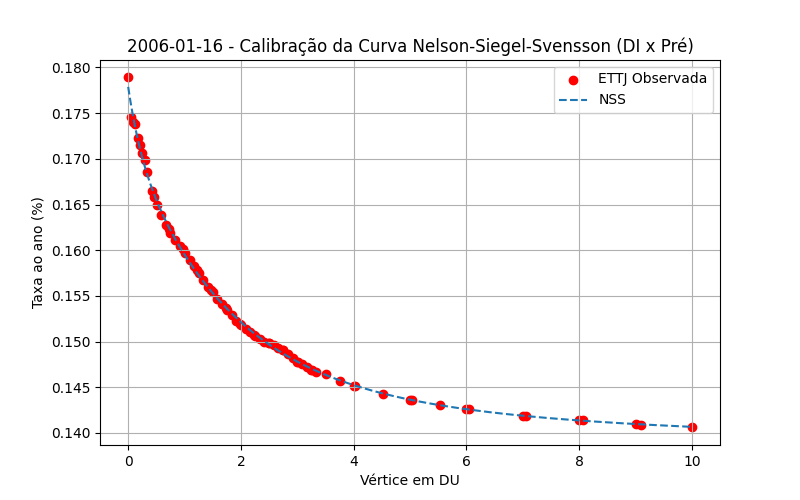 2006-01-16 - Calibração da Curva Nelson-Siegel-Svensson (DI x Pré)
ETTJ Observada
NSS
Taxa ao ano (%)
0.180
0.175
0.170
0.165
0.160
0.155
0.150
0.145
0.140
0 2 4 6 8 10
Vértice em DU